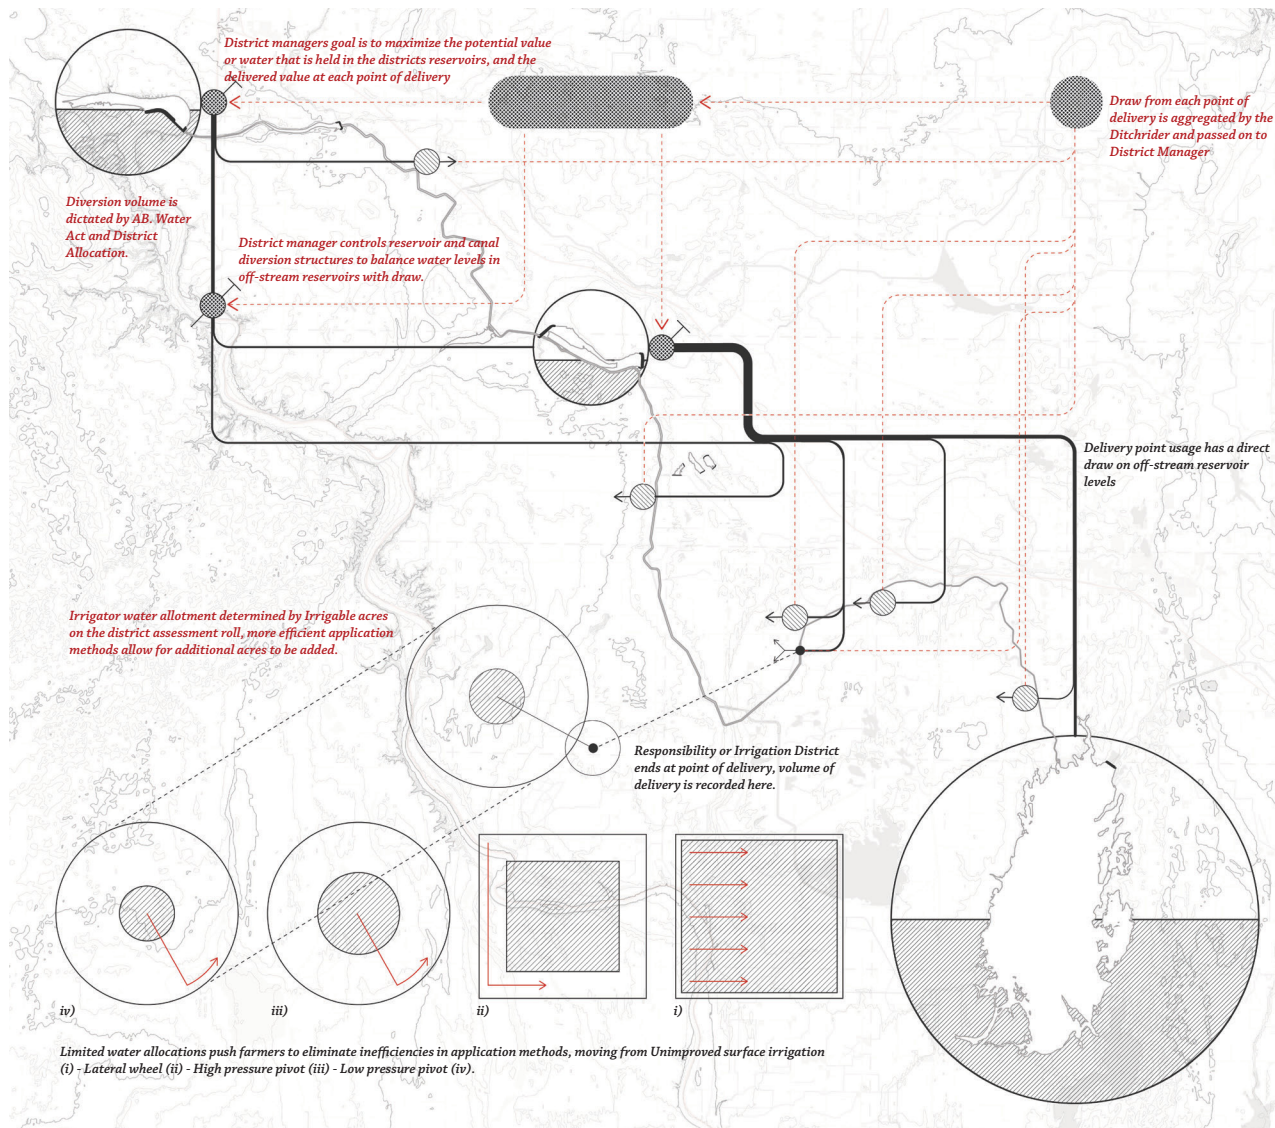 District managers goal is to maximize the potential value
or water that is held in the districts reservoirs, and the
delivered value at each point of delivery
Draw from each point of
delivery is aggregated by the
Ditchrider and passed on to
District Manager
Diversion volume is
dictated by AB. Water
Act and District
Allocation.
District manager controls reservoir and canal
diversion structures to balance water levels in
off-stream reservoirs with draw.
Delivery point usage has a direct
draw on off-stream reservoir
levels
Irrigator water allotment determined by Irrigable acres
on the district assessment roll, more efficient application
methods allow for additional acres to be added.
Responsibility or Irrigation District
ends at point of delivery, volume of
delivery is recorded here.
iv)
iii)
ii)
i)
Limited water allocations push farmers to eliminate inefficiencies in application methods, moving from Unimproved surface irrigation
(i) - Lateral wheel (ii) - High pressure pivot (iii) - Low pressure pivot (iv).